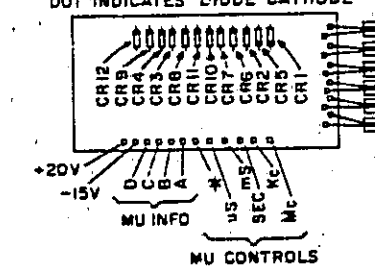 DOT INDICATES DIODE CATHODE
CR12
CR9
CR4
CR3
CR8
CR11
CR10
CR7
CR6
CR2
CR5
CR1
+20V
-15V
D
C
B
A
*
uS
mS
SEC
Kc
Mc
MU INFO
MU CONTROLS